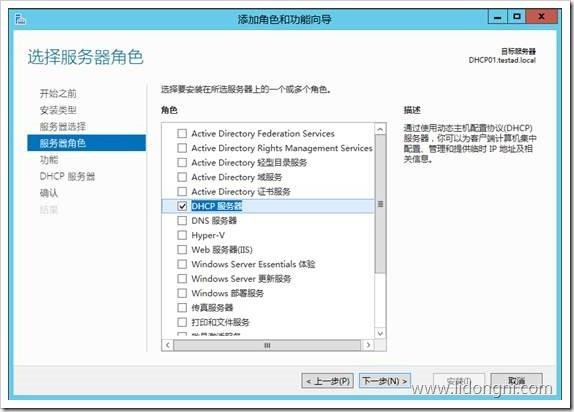 添加角色和功能向导
选择服务器角色
目标服务器
DHCP01.testad.local
开始之前
安装类型
服务器选择
服务器角色
功能
DHCP 服务器
确认
结果
选择要安装在所选服务器上的一个或多个角色。
角色
Active Directory Federation Services
Active Directory Rights Management Services
Active Directory 轻型目录服务
Active Directory 域服务
Active Directory 证书服务
DHCP 服务器
DNS 服务器
Hyper-V
Web 服务器(IIS)
Windows Server Essentials 体验
Windows Server 更新服务
Windows 部署服务
传真服务器
打印和文件服务
描述
通过使用动态主机配置协议(DHCP)
服务器，你可以为客户端计算机集中
配置、管理和提供临时 IP 地址及相
关信息。
< 上一步(P)
下一步(N) >
安装(I)
取消
www.lidongni.com